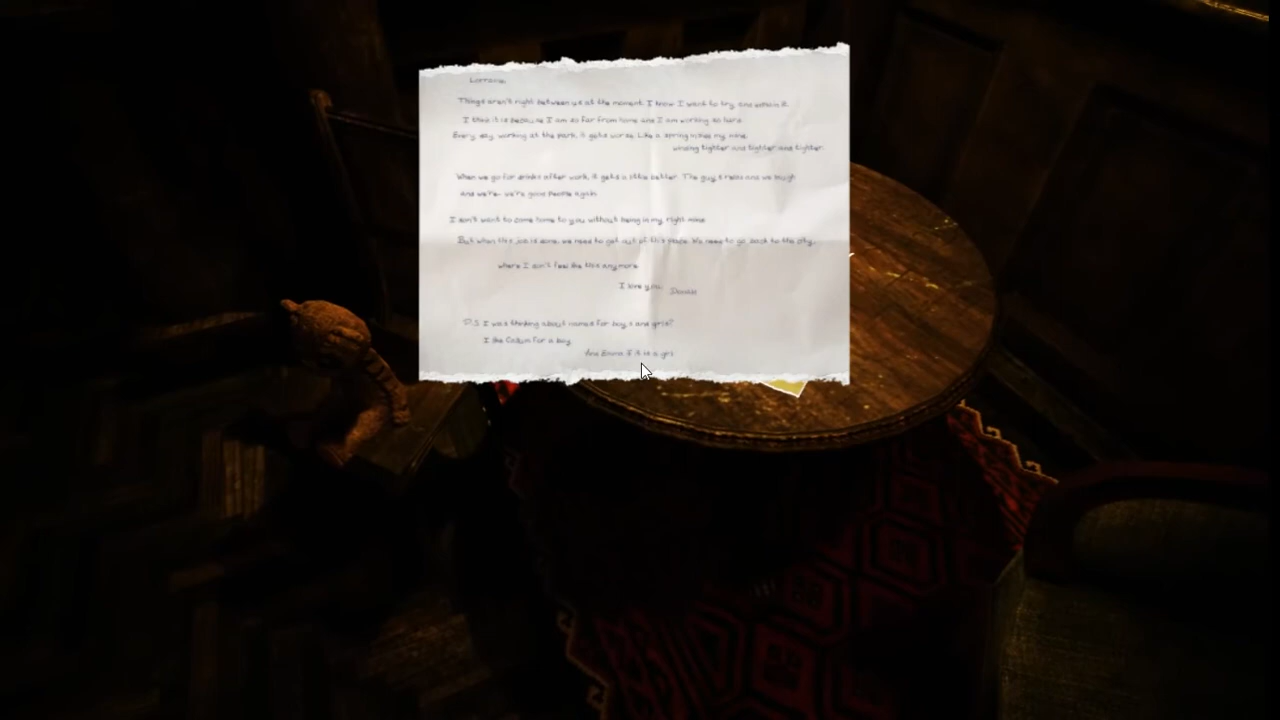 Lorraine
Things aren't right between us at the moment. I know I want to try and explain it.
I think it is because I am so far from home and I am working so hard.
Every day working at the park, it gets worse. Like a spring inside my mind.
winding tighter and tighter and tighter.
When we go for drinks after work, it gets a little better. The guys relax and we laugh
and we're- we're good people again
I don't want to come home to you without being in my right mind
But when this job is done, we need to get out of this place. We need to go back to the city,
where I don't feel like this anymore
I love you.
Donald
P.S I was thinking about names for boys and girls?
I like Callum for a boy
And Emma if it is a girl